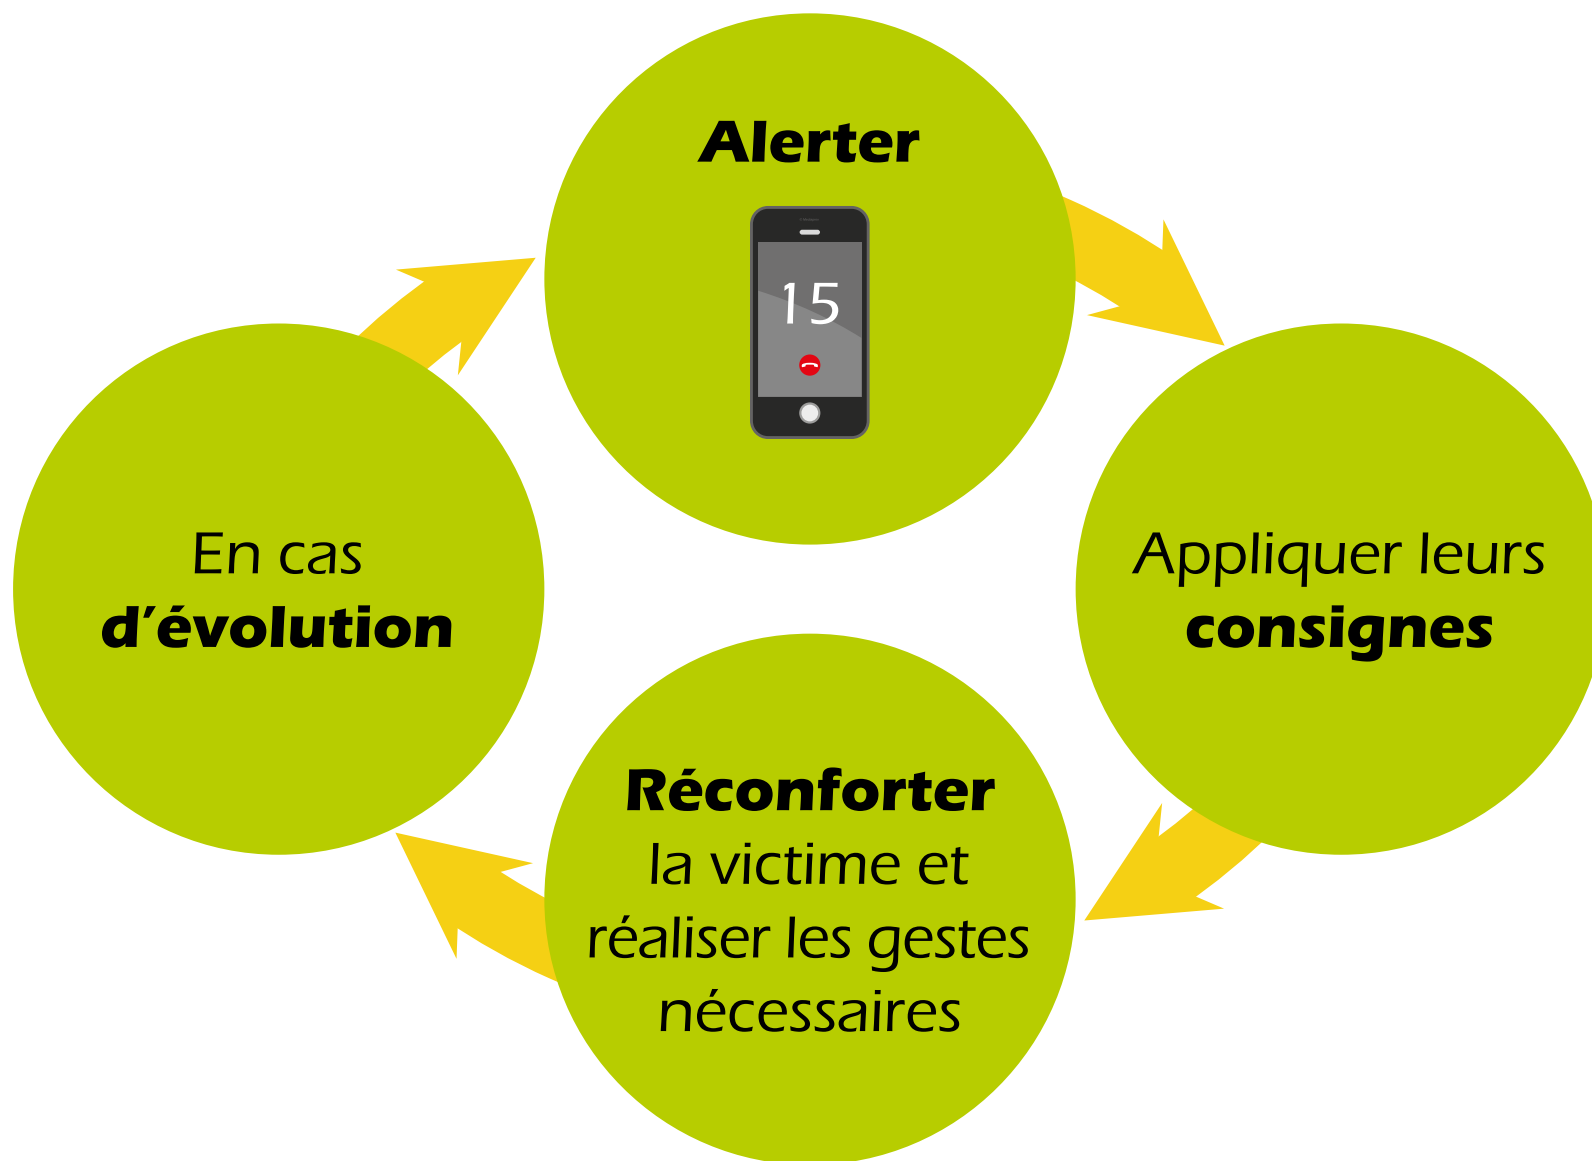 Alerter
15
Appliquer leurs
consignes
Réconforter
la victime et
réaliser les gestes
nécessaires
En cas
d’évolution